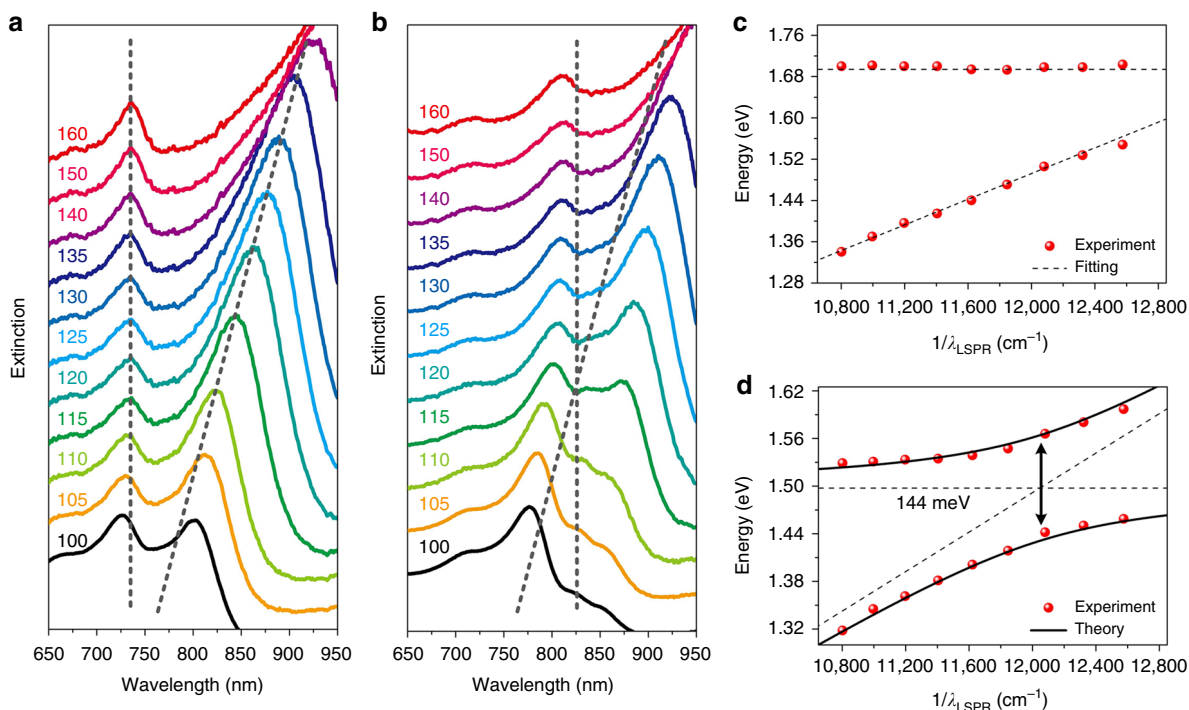 a
Extinction
160
150
140
135
130
125
120
115
110
105
100
650 700 750 800 850 900 950
Wavelength (nm)
b
Extinction
160
150
140
135
130
125
120
115
110
105
100
650 700 750 800 850 900 950
Wavelength (nm)
c
Energy (eV)
1.76
1.68
1.60
1.52
1.44
1.36
1.28
Experiment
Fitting
10,800 11,200 11,600 12,000 12,400 12,800
1/λLSPR (cm−1)
d
Energy (eV)
1.62
1.56
1.50
1.44
1.38
1.32
144 meV
Experiment
Theory
10,800 11,200 11,600 12,000 12,400 12,800
1/λLSPR (cm−1)